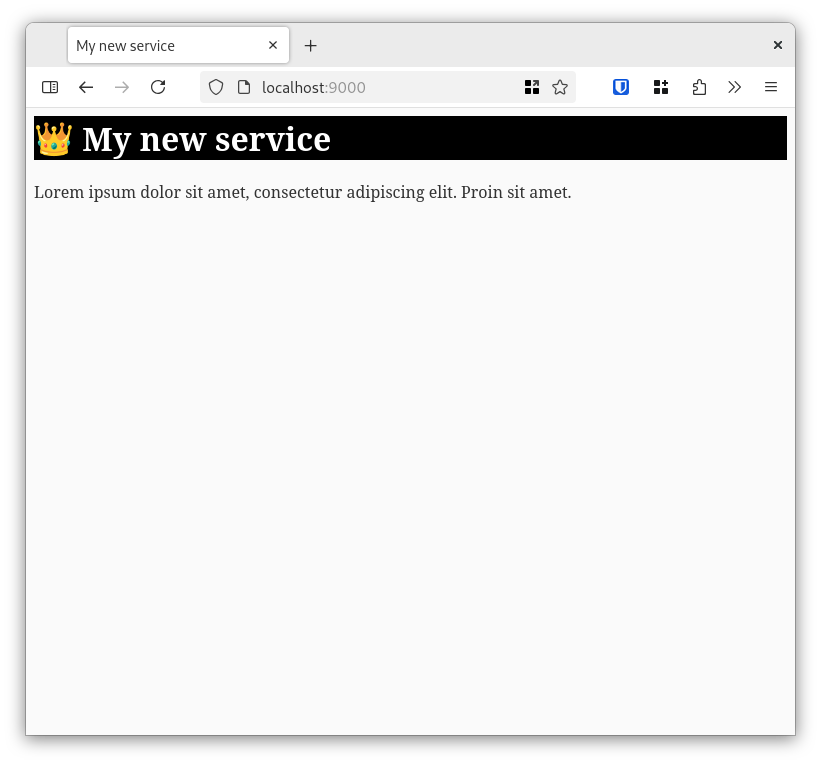 My new service
localhost:9000
👑 My new service
Lorem ipsum dolor sit amet, consectetur adipiscing elit. Proin sit amet.